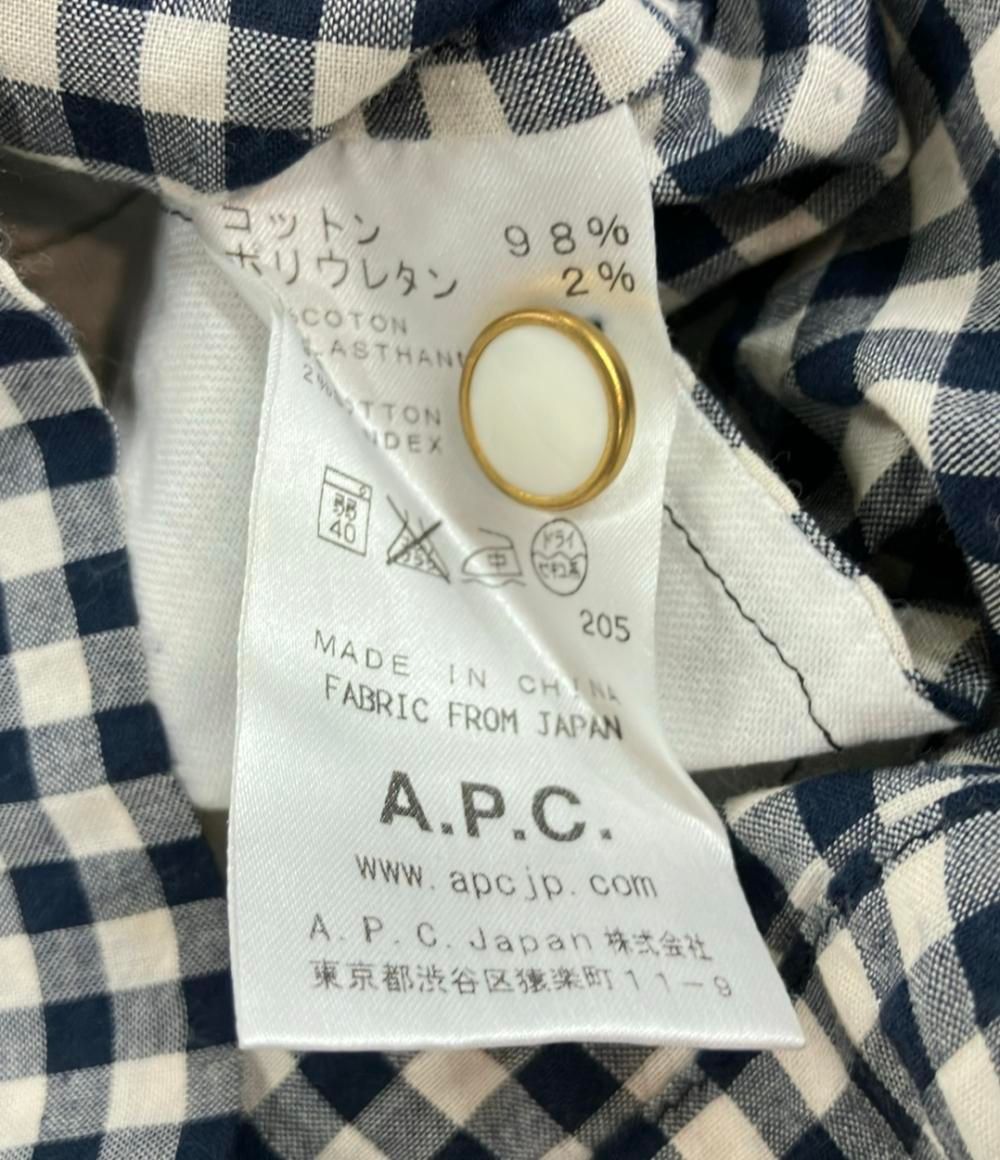 コットン 98%
ポリウレタン 2%
COTON
2%
40
中
ドライ
205
MADE IN CHINA
FABRIC FROM JAPAN
A.P.C.
www.apcjp.com
A.P.C.Japan 株式会社
東京都渋谷区猿楽町11-9